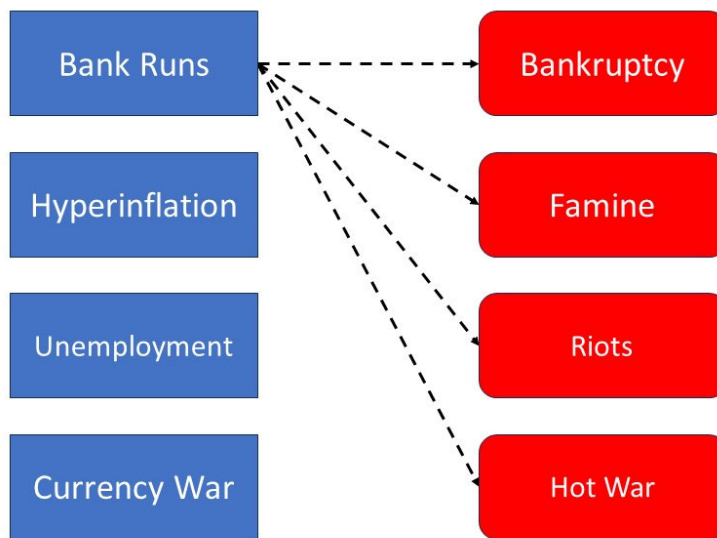 Bank Runs
Bankruptcy
Hyperinflation
Famine
Unemployment
Riots
Currency War
Hot War